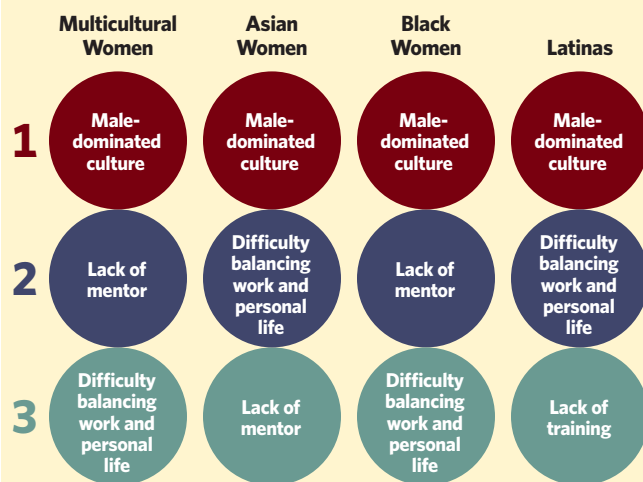 Multicultural
Women
Asian
Women
Black
Women
Latinas
1
Male-
dominated
culture
Male-
dominated
culture
Male-
dominated
culture
Male-
dominated
culture
2
Lack of
mentor
Difficulty
balancing
work and
personal
life
Lack of
mentor
Difficulty
balancing
work and
personal
life
3
Difficulty
balancing
work and
personal
life
Lack of
mentor
Difficulty
balancing
work and
personal
life
Lack of
training